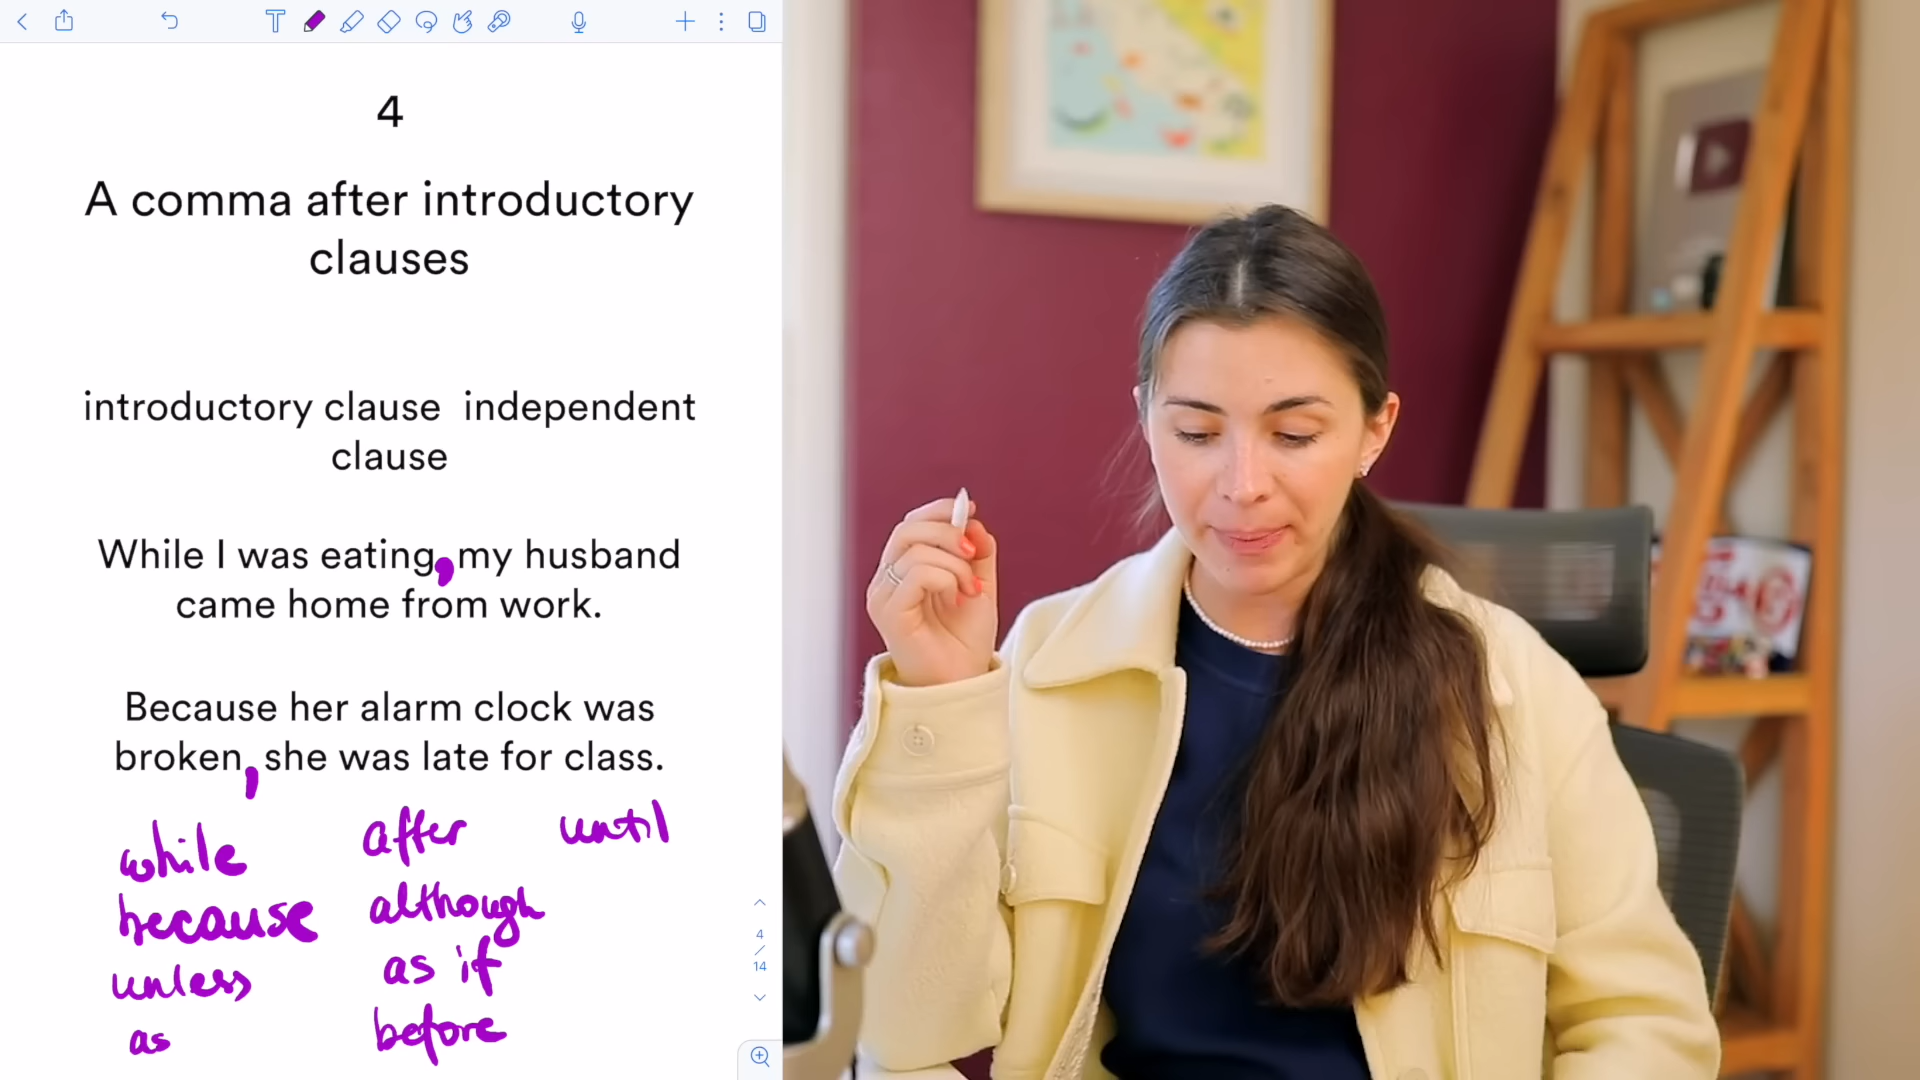 4
A comma after introductory
clauses
introductory clause independent
clause
While I was eating, my husband
came home from work.
Because her alarm clock was
broken, she was late for class.
while after until
because although
unless as if
as before
4
/
14